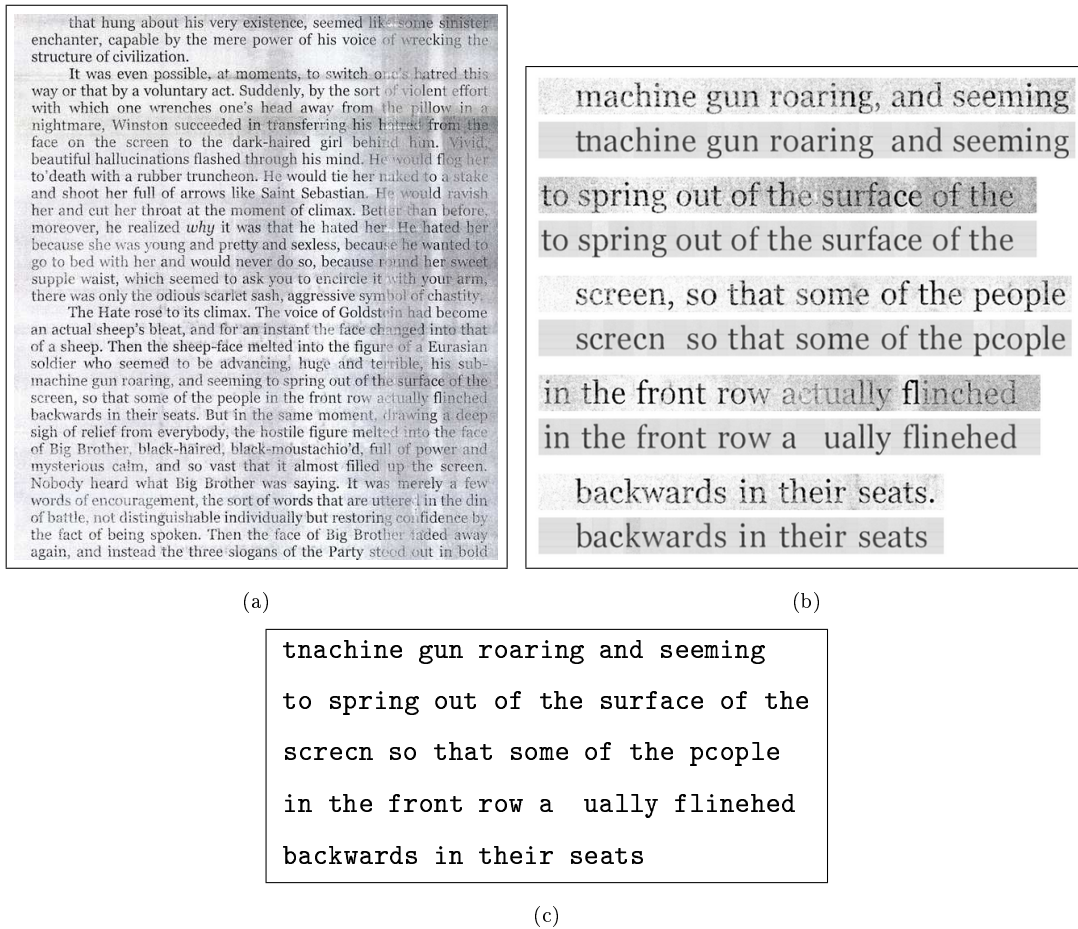 that hung about his very existence, seemed like some sinister
enchanter, capable by the mere power of his voice of wrecking the
structure of civilization.
It was even possible, at moments, to switch one's hatred this
way or that by a voluntary act. Suddenly, by the sort of violent effort
with which one wrenches one's head away from the pillow in a
nightmare, Winston succeeded in transferring his hatred from the
face on the screen to the dark-haired girl behind him. Vivid,
beautiful hallucinations flashed through his mind. He would flog her
to death with a rubber truncheon. He would tie her naked to a stake
and shoot her full of arrows like Saint Sebastian. He would ravish
her and cut her throat at the moment of climax. Better than before,
moreover, he realized why it was that he hated her. He hated her
because she was young and pretty and sexless, because he wanted to
go to bed with her and would never do so, because round her sweet
supple waist, which seemed to ask you to encircle it with your arm,
there was only the odious scarlet sash, aggressive symbol of chastity.
The Hate rose to its climax. The voice of Goldstein had become
an actual sheep's bleat, and for an instant the face changed into that
of a sheep. Then the sheep-face melted into the figure of a Eurasian
soldier who seemed to be advancing, huge and terrible, his sub-
machine gun roaring, and seeming to spring out of the surface of the
screen, so that some of the people in the front row actually flinched
backwards in their seats. But in the same moment, drawing a deep
sigh of relief from everybody, the hostile figure melted into the face
of Big Brother, black-haired, black-moustachio'd, full of power and
mysterious calm, and so vast that it almost filled up the screen.
Nobody heard what Big Brother was saying. It was merely a few
words of encouragement, the sort of words that are uttered in the din
of battle, not distinguishable individually but restoring confidence by
the fact of being spoken. Then the face of Big Brother faded away
again, and instead the three slogans of the Party stood out in bold
(a)
machine gun roaring, and seeming
tnachine gun roaring and seeming
to spring out of the surface of the
to spring out of the surface of the
screen, so that some of the people
screcn so that some of the pcople
in the front row actually flinched
in the front row a ually flinehed
backwards in their seats.
backwards in their seats
(b)
tnachine gun roaring and seeming
to spring out of the surface of the
screcn so that some of the pcople
in the front row a ually flinehed
backwards in their seats
(c)